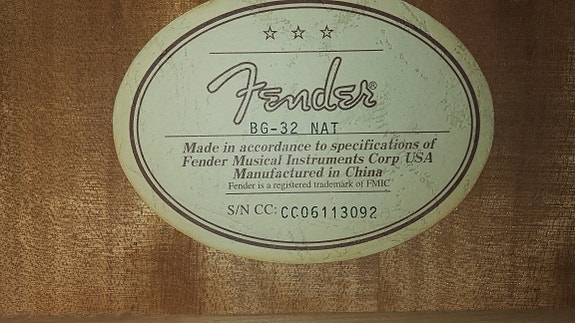 Fender®
BG-32 NAT
Made in accordance to specifications of
Fender Musical Instruments Corp USA
Manufactured in China
Fender is a registered trademark of FMIC
S/N CC: CC06113092